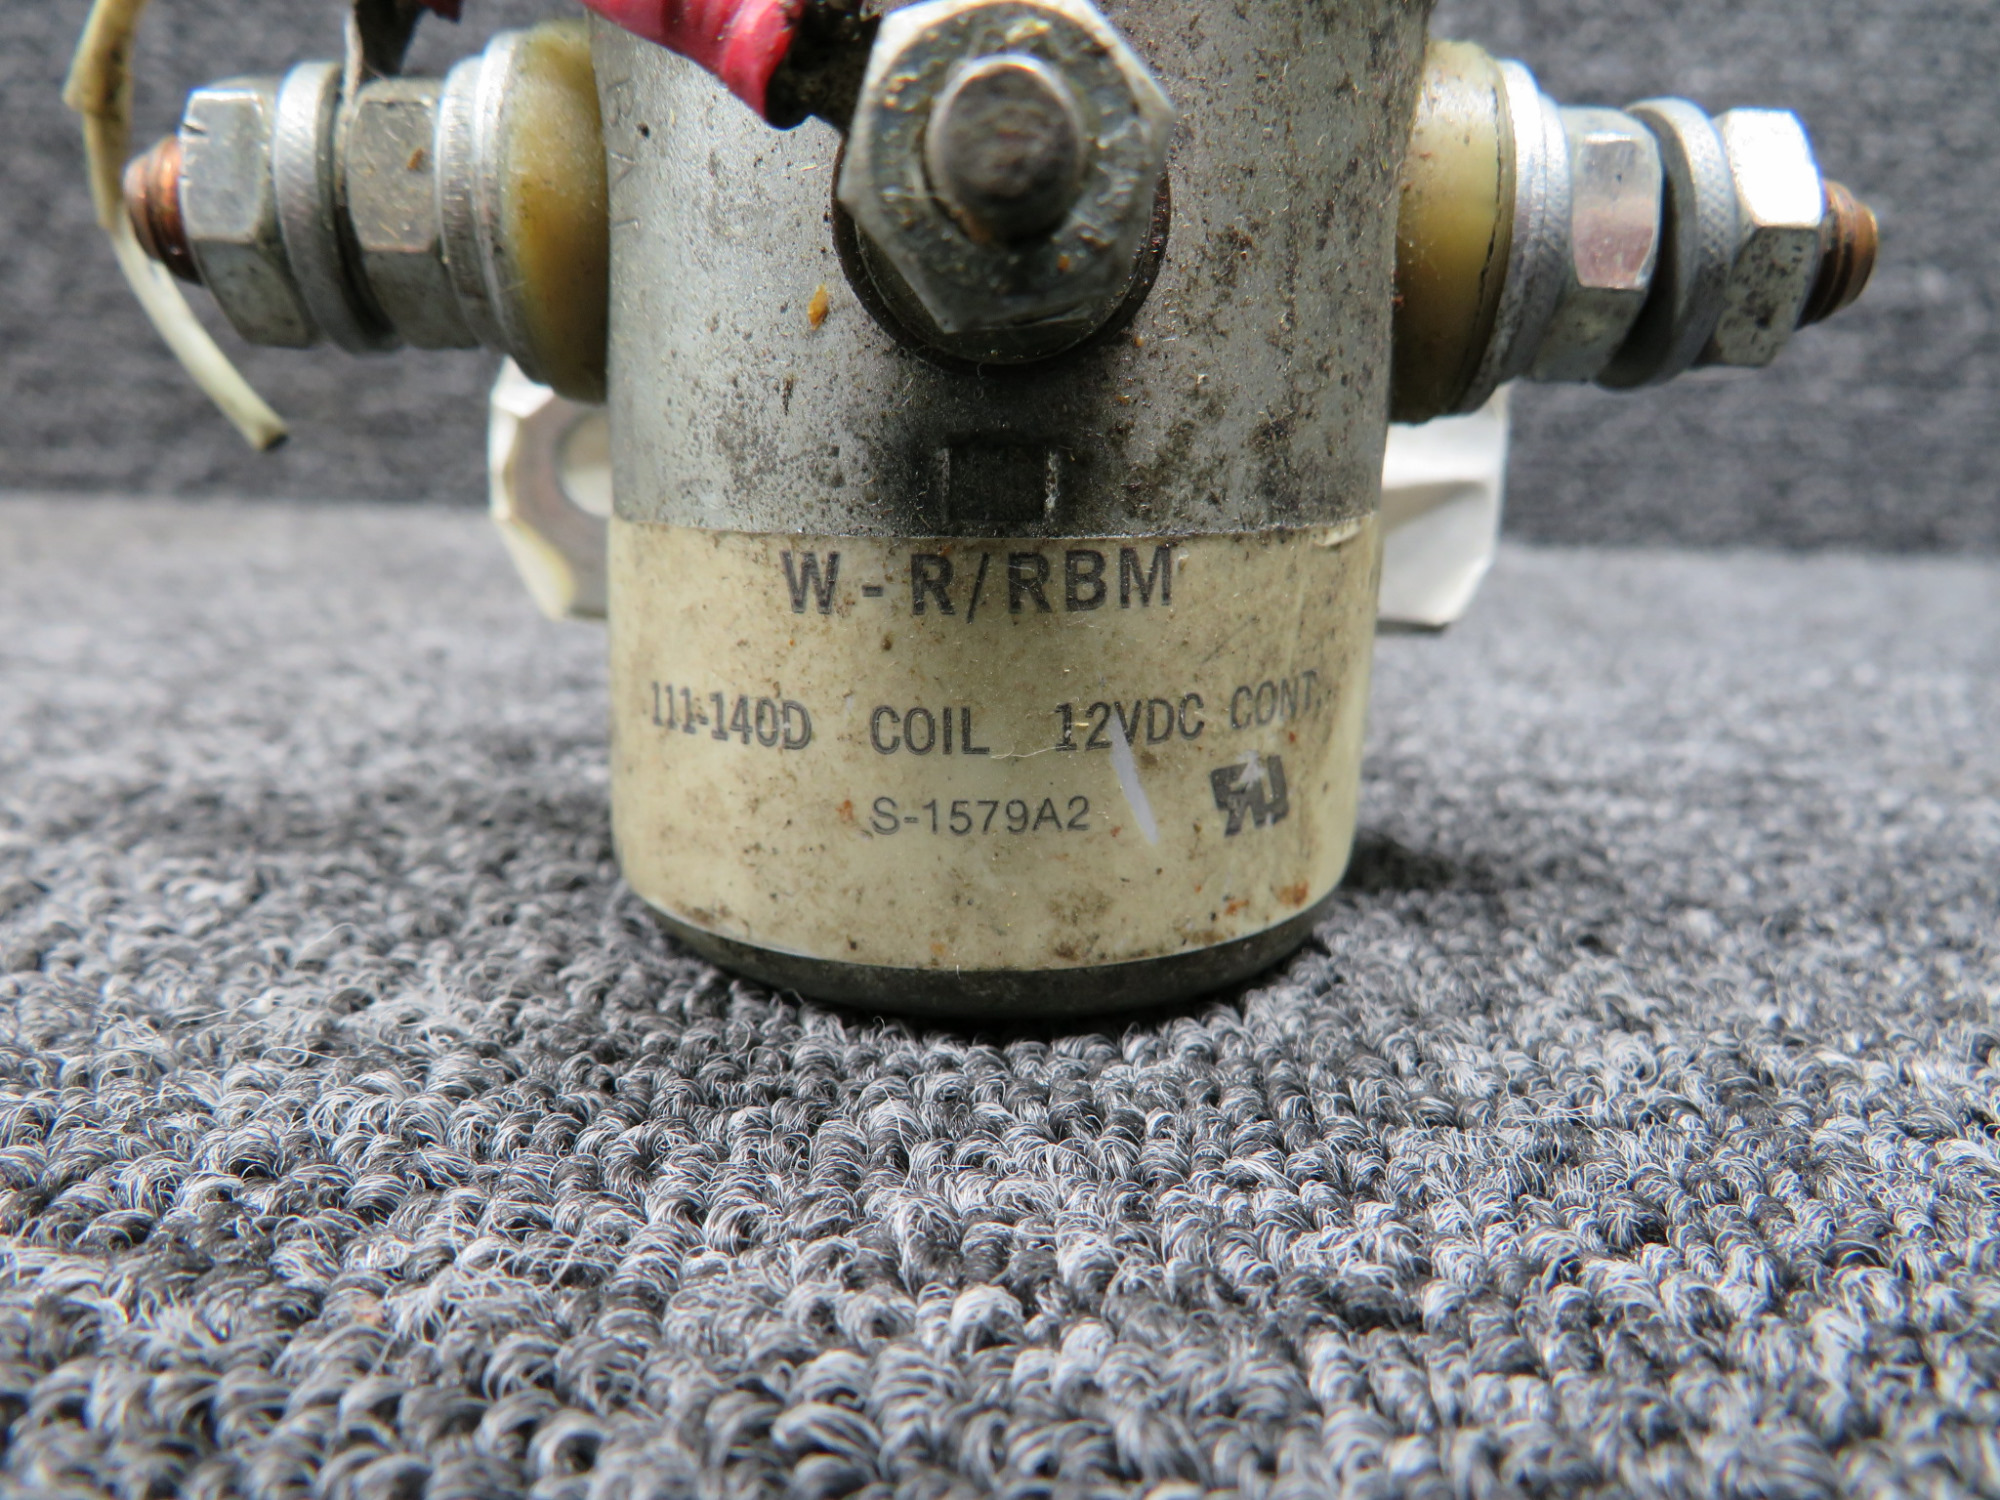 W-R/RBM
111-140D COIL 12VDC CONT.
S-1579A2